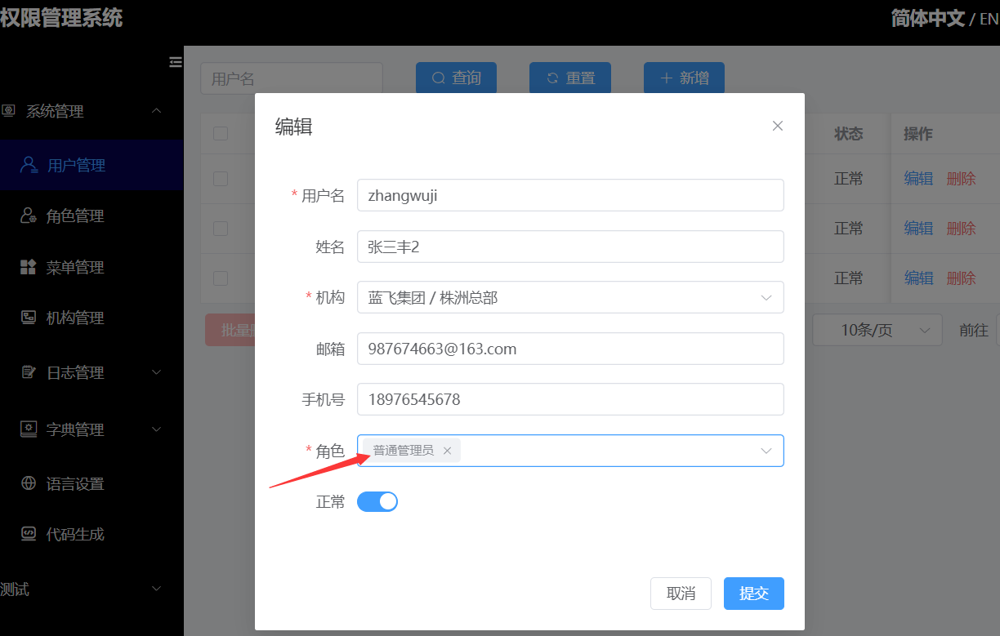 权限管理系统
简体中文 / EN
用户名
查询
重置
新增
系统管理
用户管理
角色管理
菜单管理
机构管理
日志管理
字典管理
语言设置
代码生成
测试
状态 操作
正常 编辑 删除
正常 编辑 删除
正常 编辑 删除
批量
10条/页
前往
编辑
* 用户名 zhangwuji
姓名 张三丰2
* 机构 蓝飞集团 / 株洲总部
邮箱 987674663@163.com
手机号 18976545678
* 角色 普通管理员
正常
取消 提交